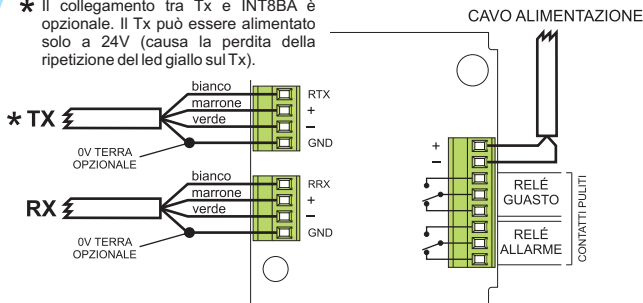 * Il collegamento tra Tx e INT8BA è
opzionale. Il Tx può essere alimentato
solo a 24V (causa la perdita della
ripetizione del led giallo sul Tx).
CAVO ALIMENTAZIONE
* TX
bianco
marrone
verde
0V TERRA
OPZIONALE
RTX
+
–
GND
RX
bianco
marrone
verde
0V TERRA
OPZIONALE
RRX
+
–
GND
+
–
RELÉ
GUASTO
RELÉ
ALLARME
CONTATTI PULITI